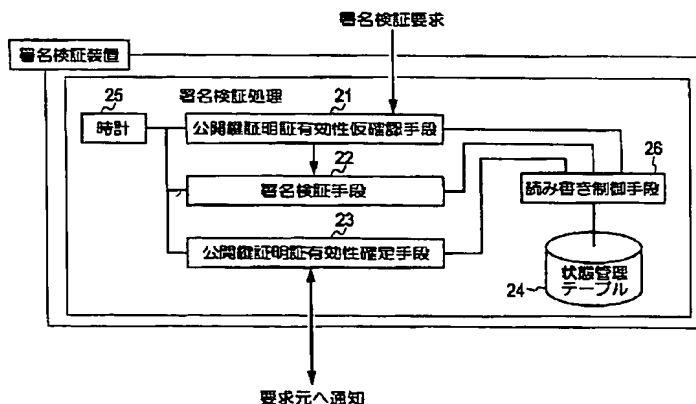 署名検証要求
署名検証装置
25
署名検証処理
21
時計
公開鍵証明証有効性仮確認手段
26
22
署名検証手段
読み書き制御手段
23
公開鍵証明証有効性確定手段
状態管理
テーブル
24
要求元へ通知